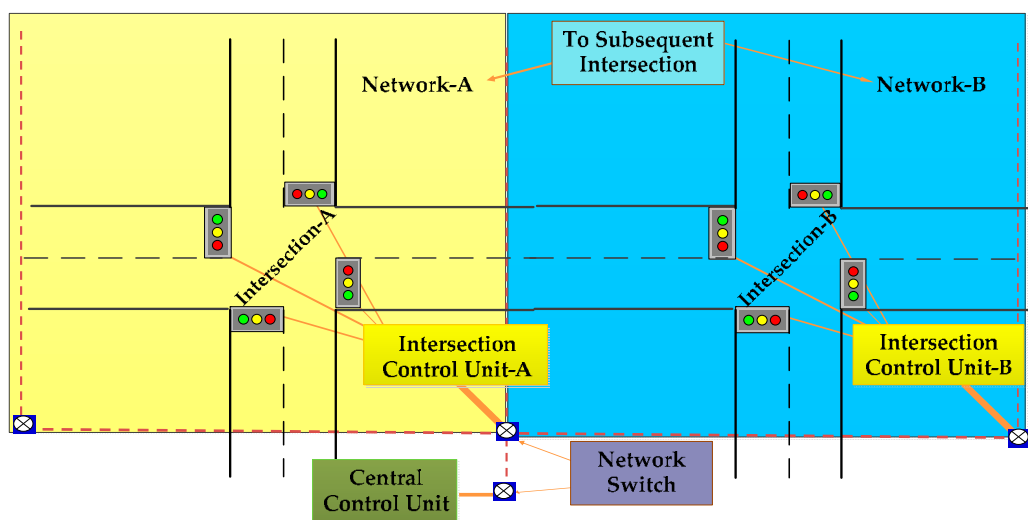 To Subsequent
Intersection
Network-A
Network-B
Intersection-A
Intersection-B
Intersection
Control Unit-A
Intersection
Control Unit-B
Central
Control Unit
Network
Switch